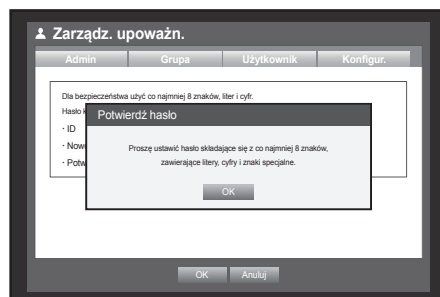 Zarządz. upoważn.
Admin Grupa Użytkownik Konfigur.
Dla bezpieczeństwa użyć co najmniej 8 znaków, liter i cyfr.
Hasło
Potwierdź hasło
· ID
· Now
Proszę ustawić hasło składające się z co najmniej 8 znaków,
· Potw
zawierające litery, cyfry i znaki specjalne.
OK
OK Anuluj